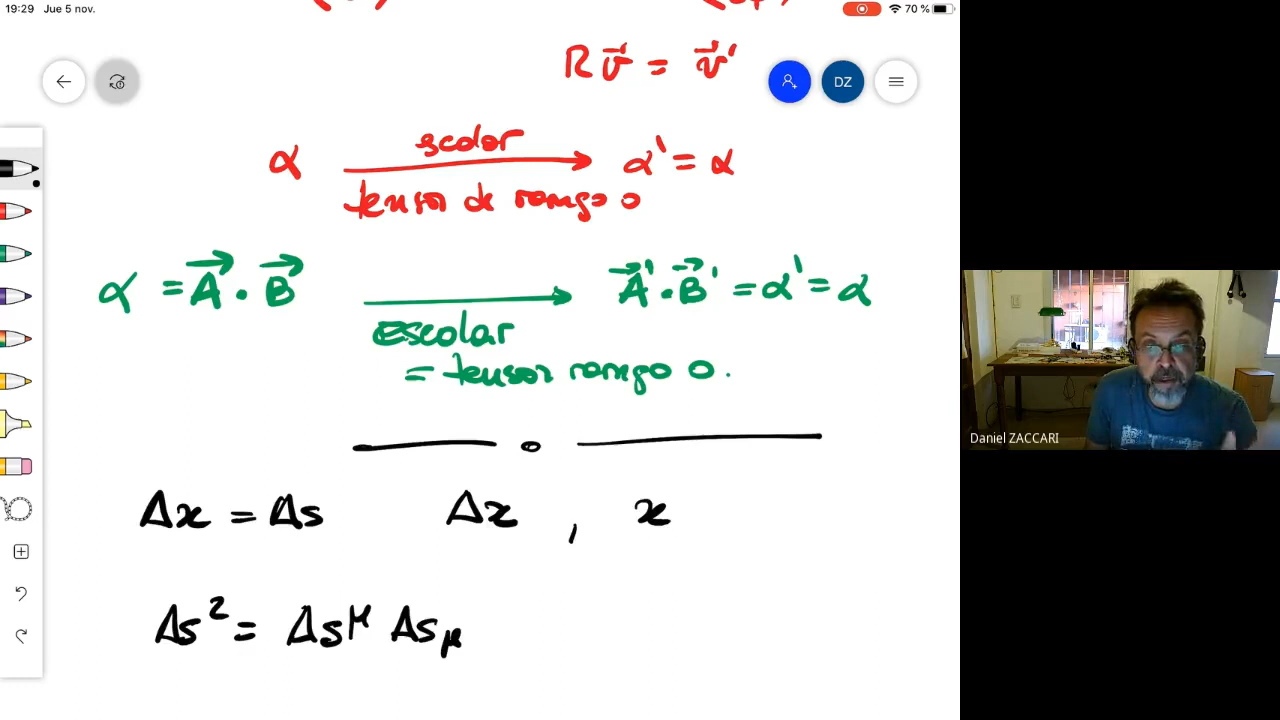 19:29 Jue 5 nov. 70 %
R v⃗ = v⃗'
DZ
α escalar α' = α
tensor de rango 0
α = A⃗ · B⃗ A⃗' · B⃗' = α' = α
Escalar
= tensor rango 0.
Daniel ZACCARI
Δx = Δs Δx , x
Δs² = Δs^μ Δs_μ